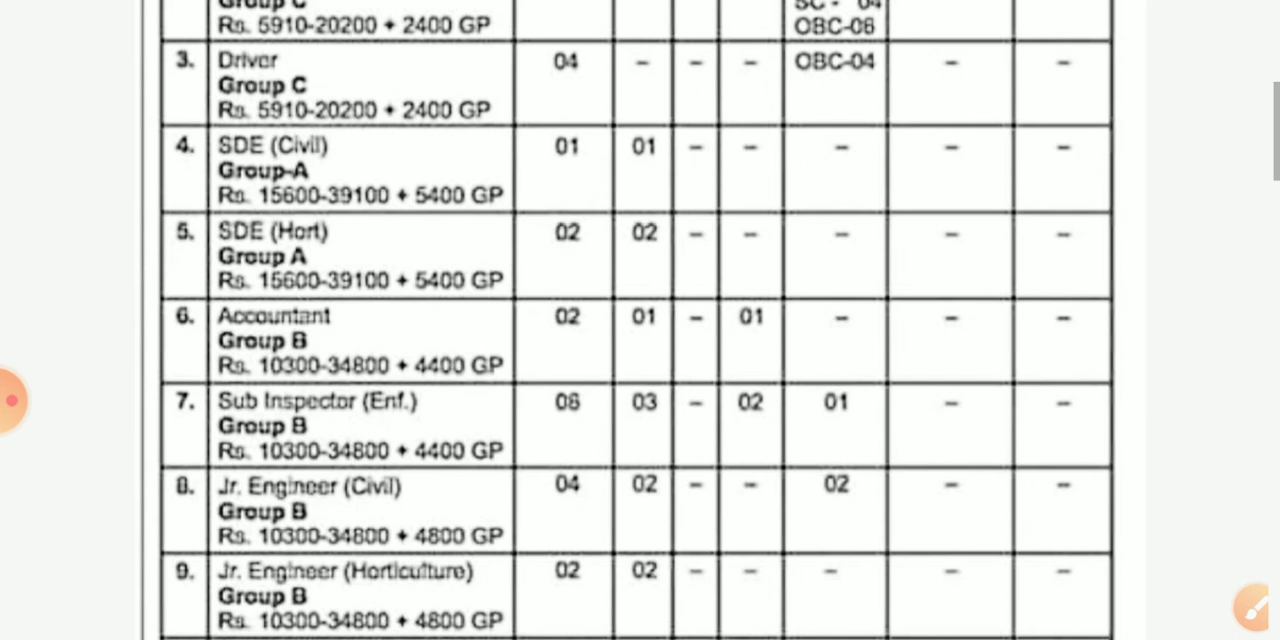 Group C SC - 04
Rs. 5910-20200 + 2400 GP OBC-06
3. Driver 04 – – – OBC-04 – –
Group C
Rs. 5910-20200 + 2400 GP
4. SDE (Civil) 01 01 – – – – –
Group-A
Rs. 15600-39100 + 5400 GP
5. SDE (Hort) 02 02 – – – – –
Group A
Rs. 15600-39100 + 5400 GP
6. Accountant 02 01 – 01 – – –
Group B
Rs. 10300-34800 + 4400 GP
7. Sub Inspector (Enf.) 06 03 – 02 01 – –
Group B
Rs. 10300-34800 + 4400 GP
8. Jr. Engineer (Civil) 04 02 – – 02 – –
Group B
Rs. 10300-34800 + 4800 GP
9. Jr. Engineer (Horticulture) 02 02 – – – – –
Group B
Rs. 10300-34800 + 4800 GP